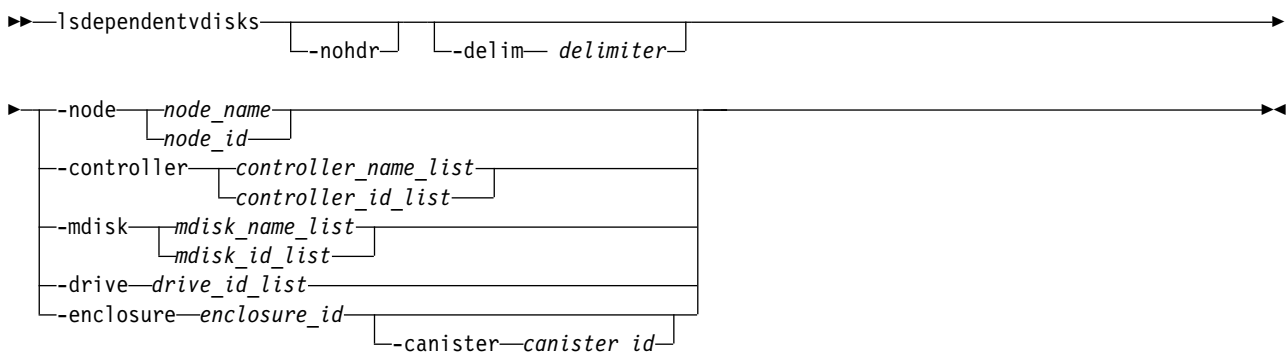 lsdependentvdisks
-nohdr -delim delimiter
-node node_name
node_id
-controller controller_name_list
controller_id_list
-mdisk mdisk_name_list
mdisk_id_list
-drive drive_id_list
-enclosure enclosure_id
-canister canister id